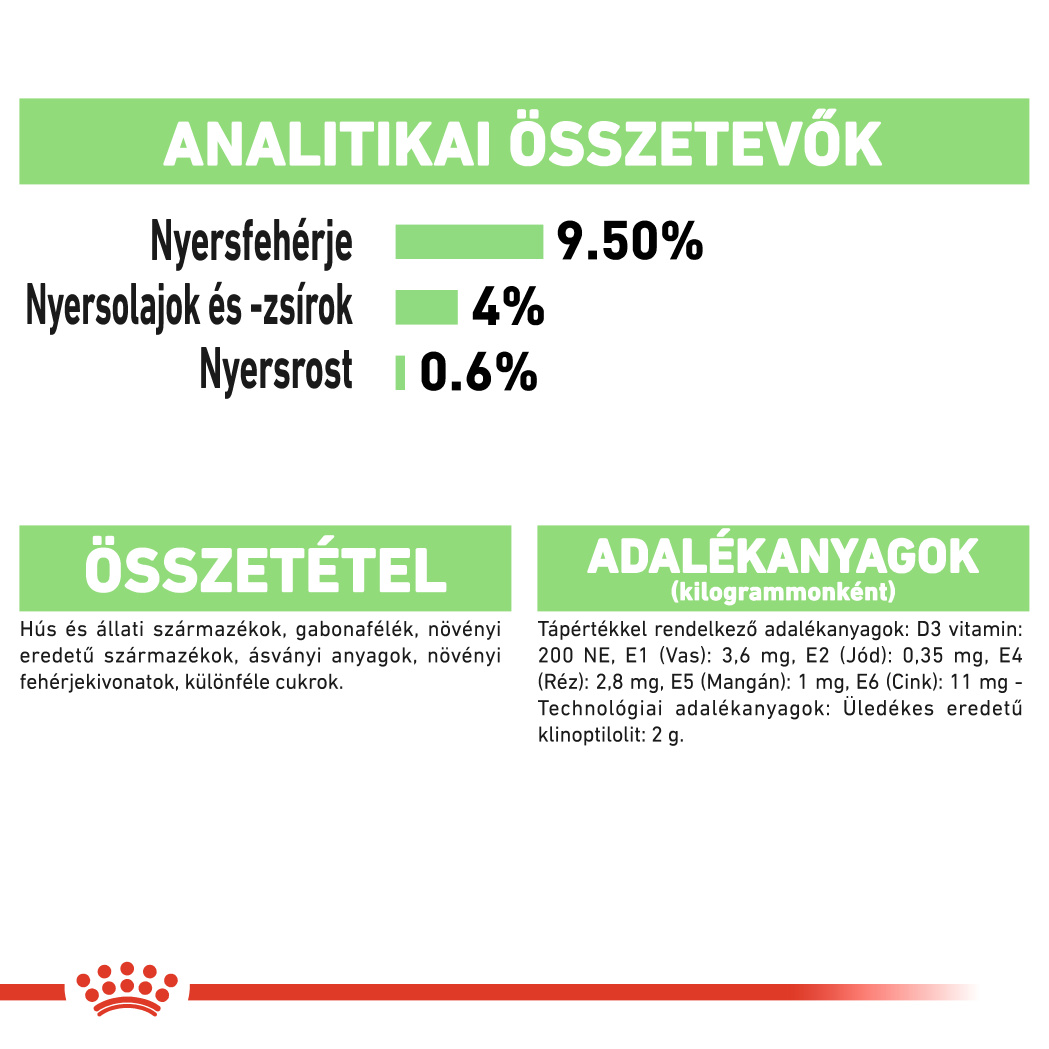 ANALITIKAI ÖSSZETEVŐK
Nyersfehérje 9.50%
Nyersolajok és -zsírok 4%
Nyersrost 0.6%
ÖSSZETÉTEL
Hús és állati származékok, gabonafélék, növényi
eredetű származékok, ásványi anyagok, növényi
fehérjekivonatok, különféle cukrok.
ADALÉKANYAGOK
(kilogrammonként)
Tápértékkel rendelkező adalékanyagok: D3 vitamin:
200 NE, E1 (Vas): 3,6 mg, E2 (Jód): 0,35 mg, E4
(Réz): 2,8 mg, E5 (Mangán): 1 mg, E6 (Cink): 11 mg -
Technológiai adalékanyagok: Üledékes eredetű
klinoptilolit: 2 g.